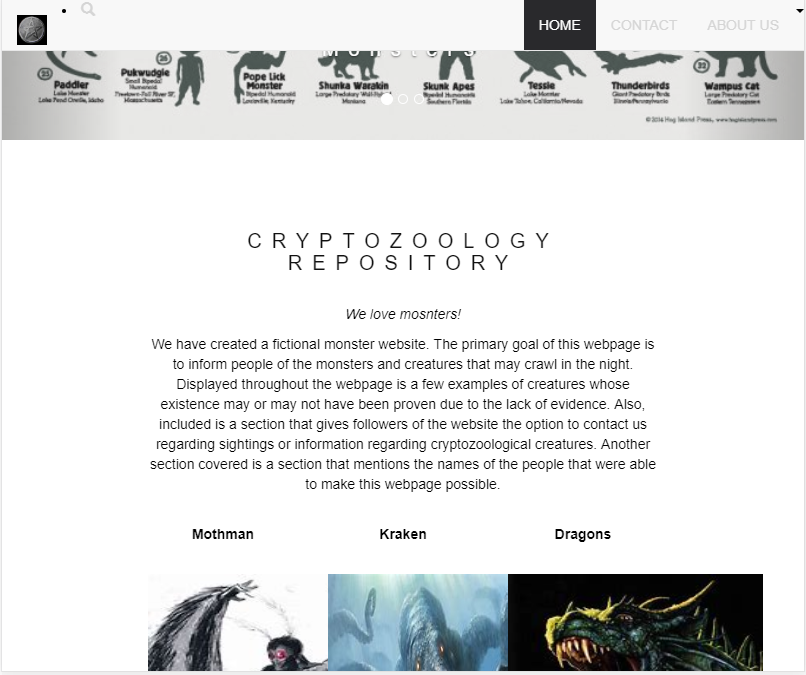 HOME CONTACT ABOUT US
Monsters
23 Paddler Lake Monster Lake Pend Oreille, Idaho
26 Pukwudgie Small Bipedal Humanoid Freetown-Fall River SF, Massachusetts
Pope Lick Monster Bipedal Humanoid Louisville, Kentucky
Shunka Warakin Large Predatory Montana
Skunk Apes Bipedal Humanoids Southern Florida
Tessie Lake Monster Lake Tahoe, California/Nevada
Thunderbirds Giant Predatory Birds Illinois/Pennsylvania
Wampus Cat Large Predatory Cat Eastern Tennessee
© 2016 Hog Island Press, www.hogislandpress.com
CRYPTOZOOLOGY
REPOSITORY
We love mosnters!
We have created a fictional monster website. The primary goal of this webpage is
to inform people of the monsters and creatures that may crawl in the night.
Displayed throughout the webpage is a few examples of creatures whose
existence may or may not have been proven due to the lack of evidence. Also,
included is a section that gives followers of the website the option to contact us
regarding sightings or information regarding cryptozoological creatures. Another
section covered is a section that mentions the names of the people that were able
to make this webpage possible.
Mothman Kraken Dragons